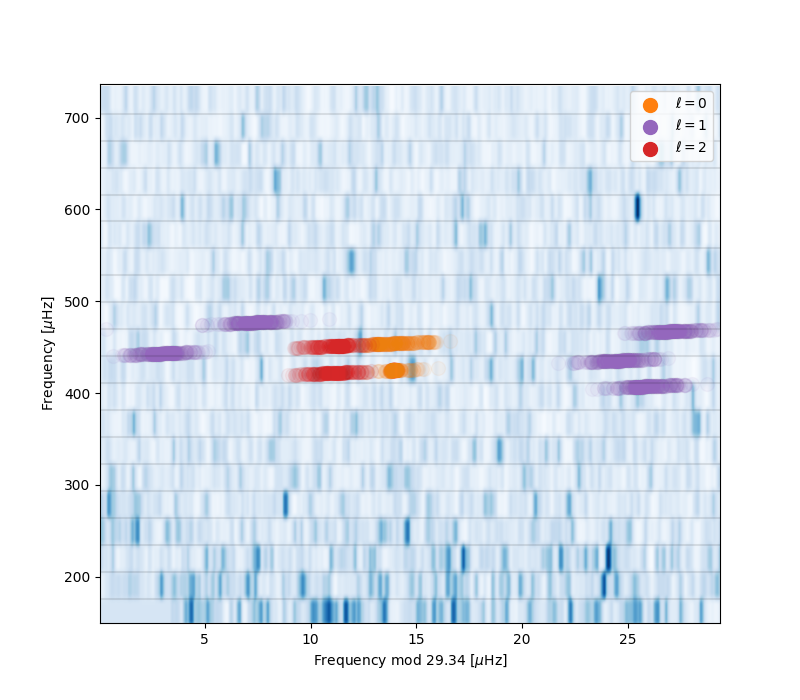 ℓ = 0
ℓ = 1
ℓ = 2
700
600
500
400
300
200
Frequency [μHz]
5 10 15 20 25
Frequency mod 29.34 [μHz]